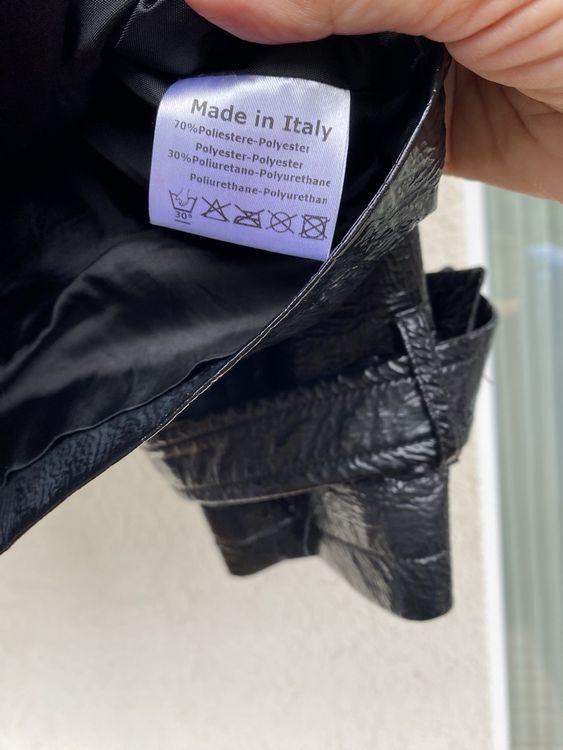 Made in Italy
70%Poliestere-Polyester
Polyester-Polyester
30%Poliuretano-Polyurethane
Poliurethane-Polyurethan
30°